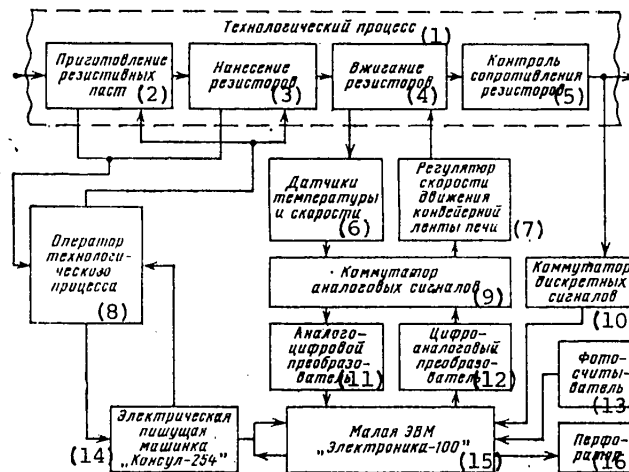 Технологический процесс
(1)
Приготовление
резистивных
паст (2)
Нанесение
резисторов
(3)
Вжигание
резисторов
(4)
Контроль
сопротивления
резисторов
(5)
Датчики
температуры
и скорости
(6)
Регулятор
скорости
движения
конвейерной
ленты печи
(7)
Оператор
технологи-
ческого
процесса
(8)
Коммутатор
аналоговых сигналов
(9)
Коммутатор
дискретных
сигналов
(10)
Аналого-
цифровой
преобразо-
ватель (11)
Цифро-
аналоговый
преобразо-
ватель (12)
Фото-
считы-
ватель
(13)
Электрическая
пишущая
машинка
(14) „Консул-254"
Малая ЭВМ
„Электроника-100" (15)
Перфо-
ратор
16